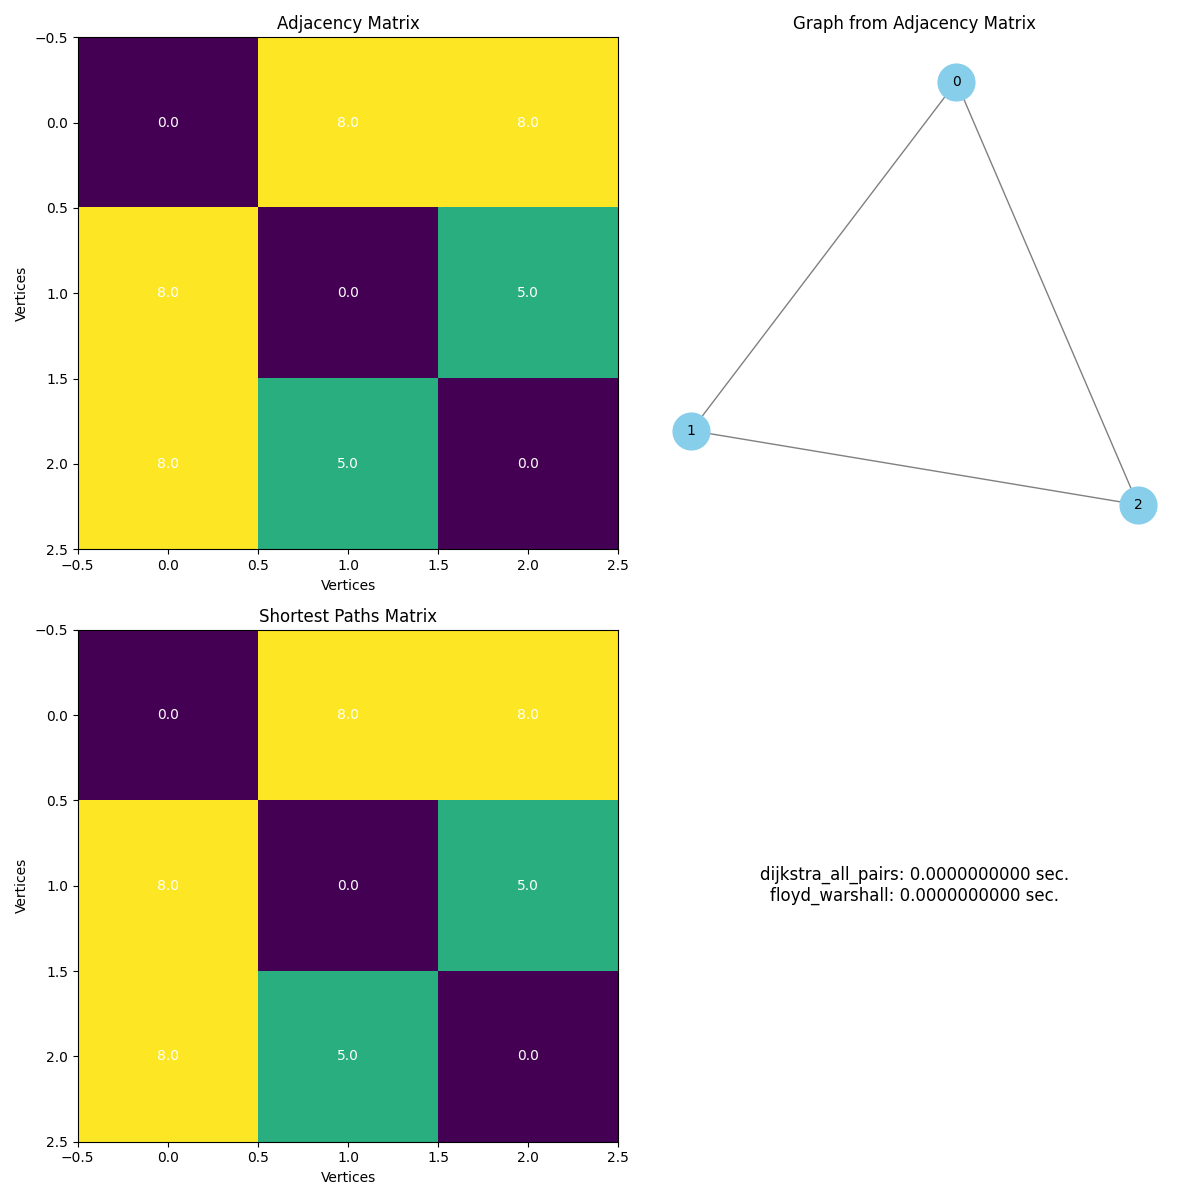 Adjacency Matrix
−0.5
0.0
0.5
1.0
1.5
2.0
2.5
Vertices
0.0 8.0 8.0
8.0 0.0 5.0
8.0 5.0 0.0
−0.5 0.0 0.5 1.0 1.5 2.0 2.5
Vertices
Graph from Adjacency Matrix
0
1
2
Shortest Paths Matrix
−0.5
0.0
0.5
1.0
1.5
2.0
2.5
Vertices
0.0 8.0 8.0
8.0 0.0 5.0
8.0 5.0 0.0
−0.5 0.0 0.5 1.0 1.5 2.0 2.5
Vertices
dijkstra_all_pairs: 0.0000000000 sec.
floyd_warshall: 0.0000000000 sec.